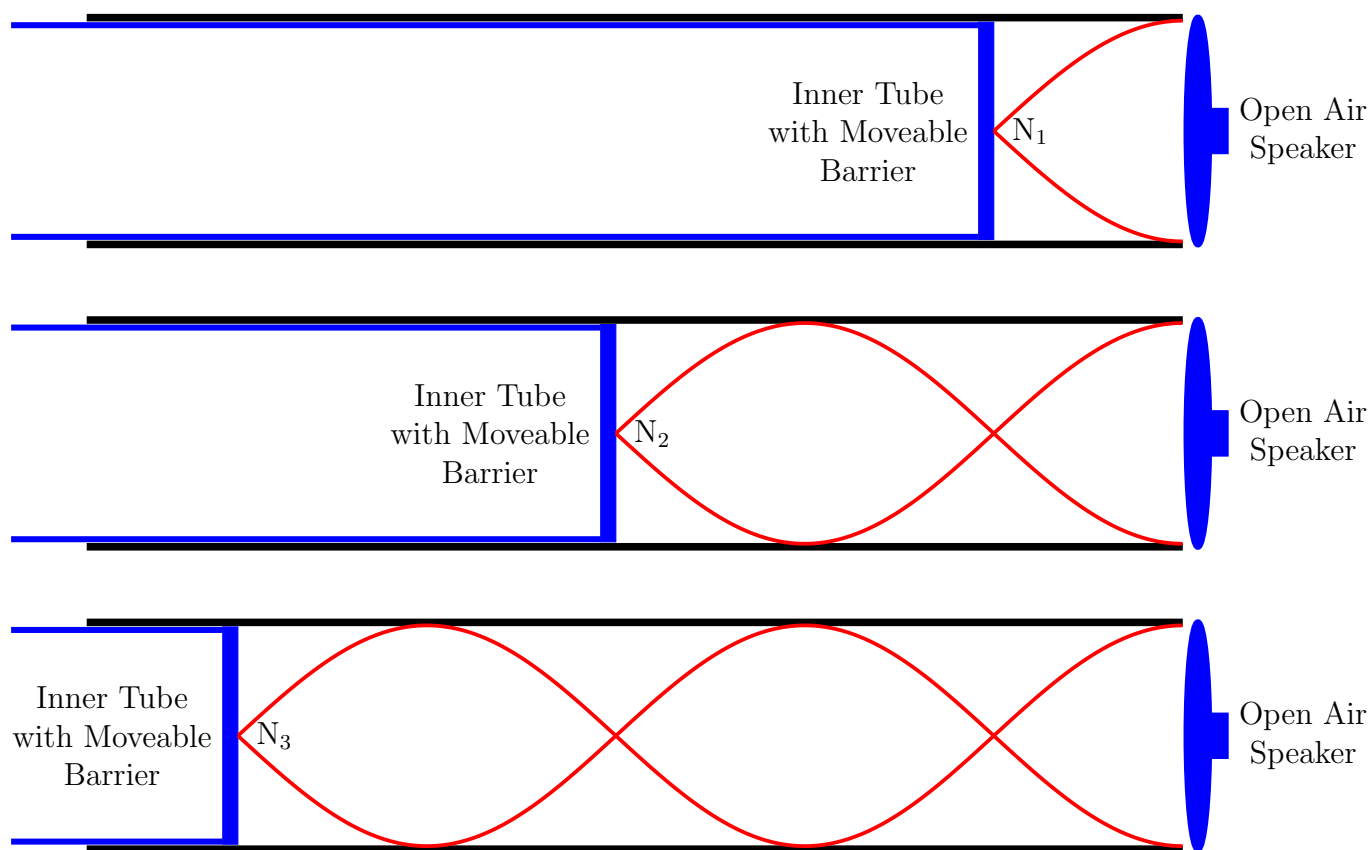 Inner Tube
with Moveable
Barrier
N₁
Open Air
Speaker
Inner Tube
with Moveable
Barrier
N₂
Open Air
Speaker
Inner Tube
with Moveable
Barrier
N₃
Open Air
Speaker